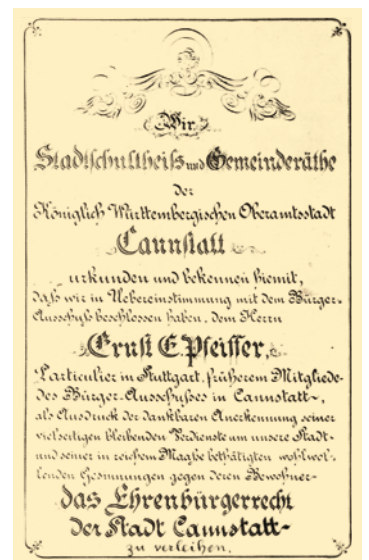 Wir
Stadtschultheiß und Gemeinderäthe
der
Königlich Württembergischen Oberamtsstadt
Cannstatt
urkunden und bekennen hiemit,
daß wir in Uebereinstimmung mit dem Bürger-
Ausschuß beschlossen haben, dem Herrn
Ernst E. Pfeiffer,
Particulier in Stuttgart, früherem Mitgliede
des Bürger-Ausschußes in Cannstatt,
als Ausdruck der dankbaren Anerkennung seiner
vielseitigen bleibenden Verdienste um unsere Stadt
und seiner in reichem Maaße bethätigten wohlwol-
lenden Gesinnungen gegen deren Bewohner
das Ehrenbürgerrecht
der Stadt Cannstatt
zu verleihen.